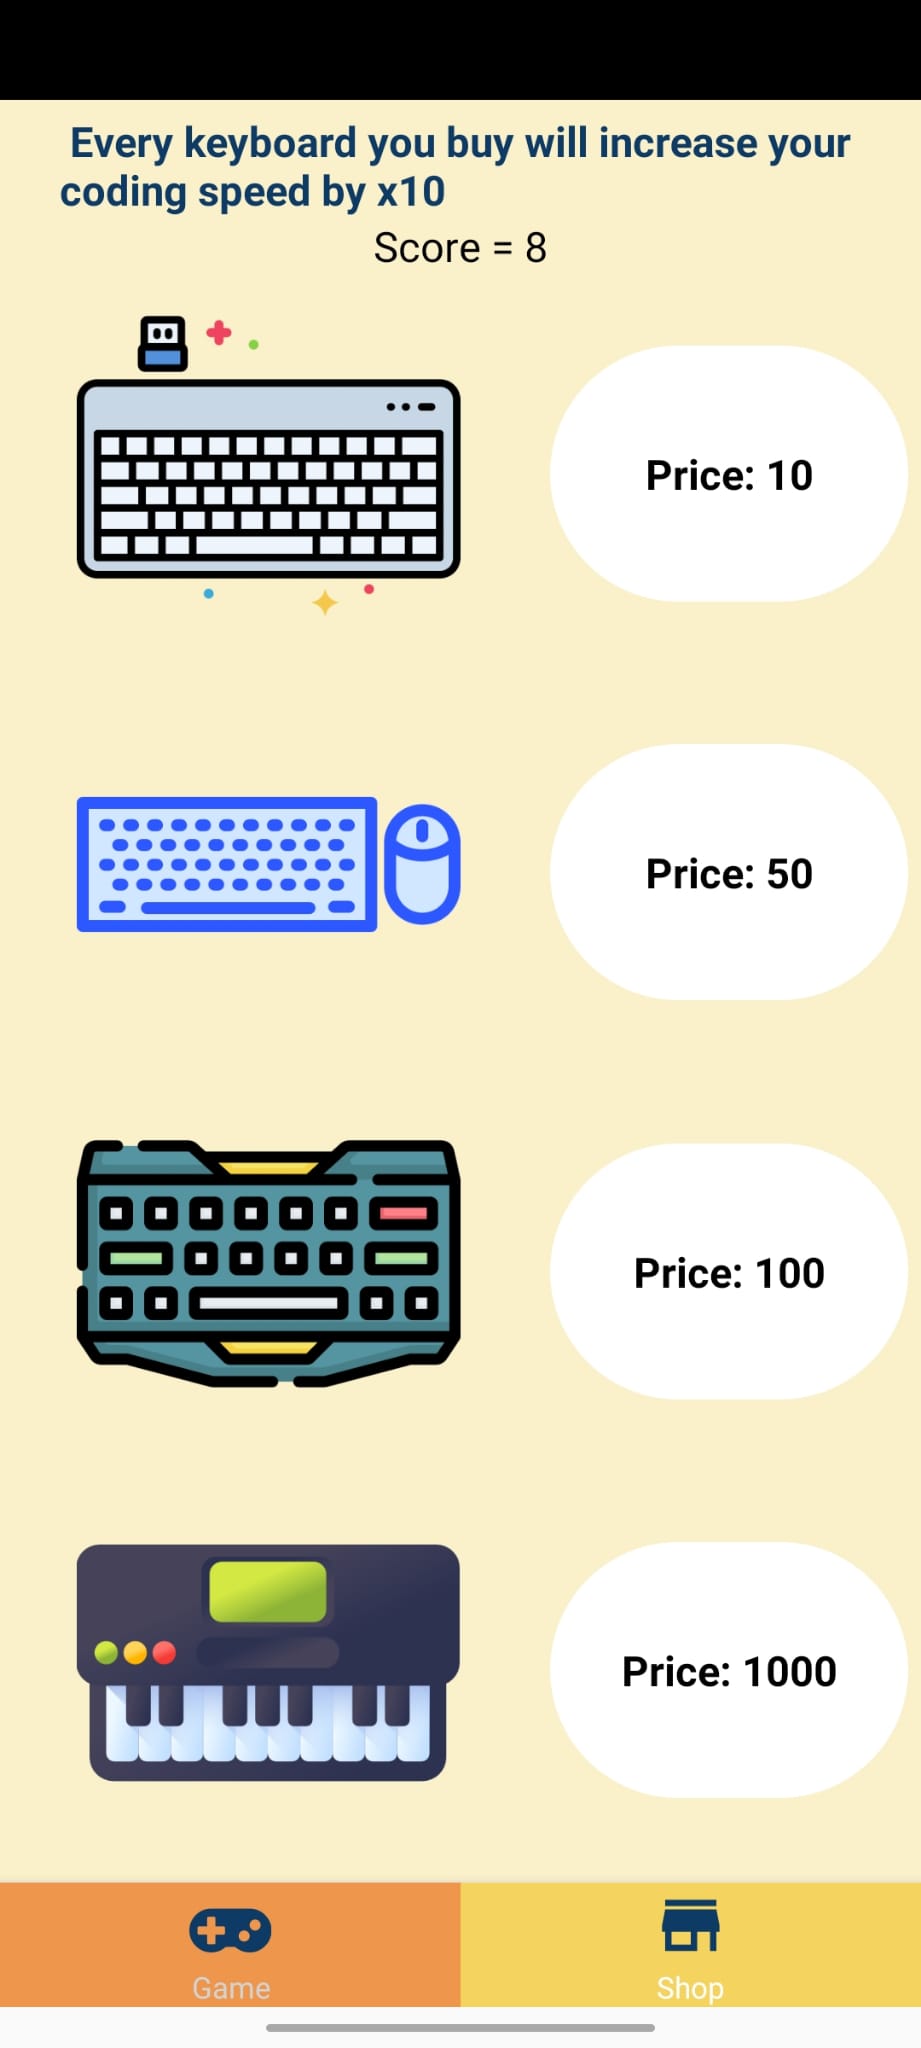 Every keyboard you buy will increase your
coding speed by x10
Score = 8
Price: 10
Price: 50
Price: 100
Price: 1000
Game
Shop